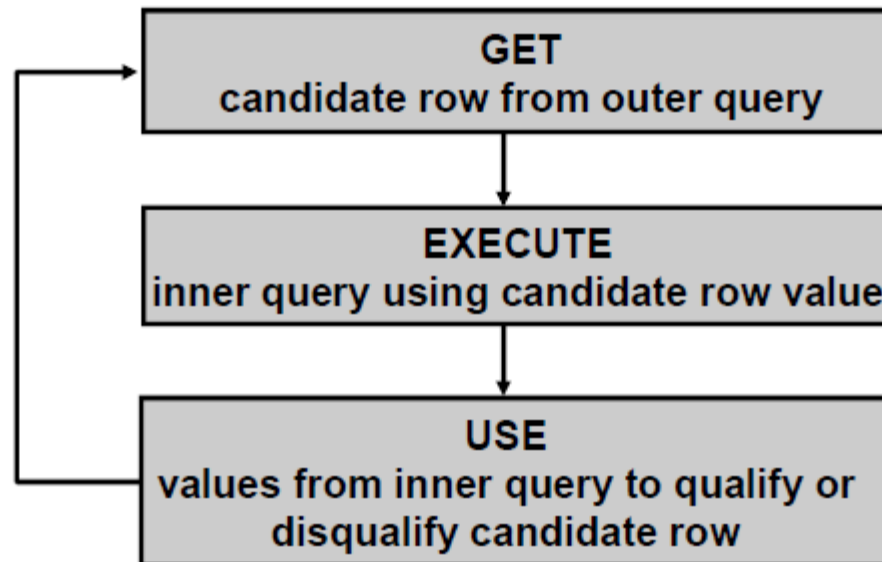 GET
candidate row from outer query
EXECUTE
inner query using candidate row value
USE
values from inner query to qualify or
disqualify candidate row